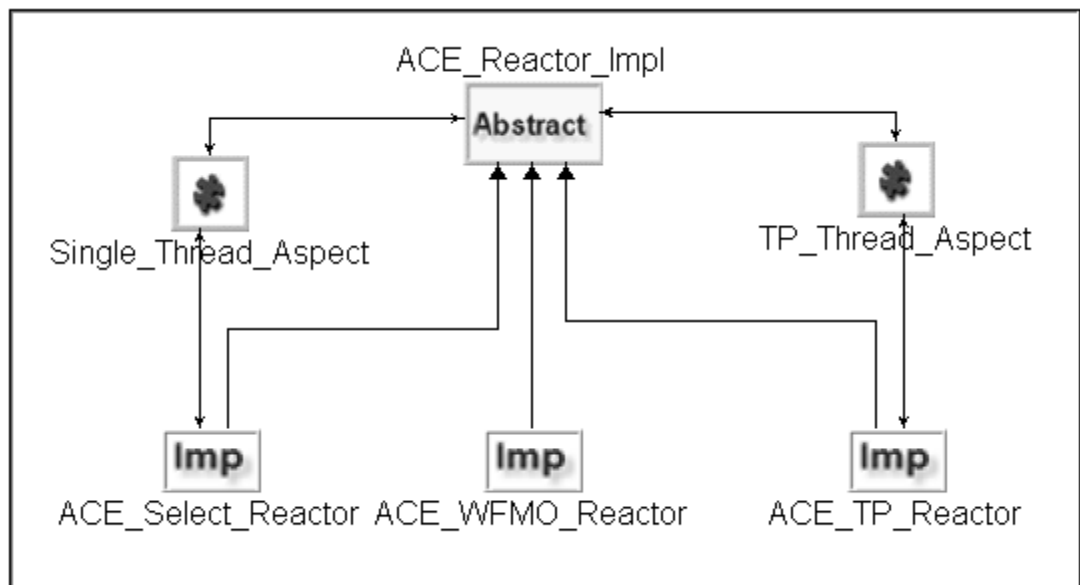 ACE_Reactor_Impl
Abstract
Single_Thread_Aspect
TP_Thread_Aspect
Imp
Imp
Imp
ACE_Select_Reactor
ACE_WFMO_Reactor
ACE_TP_Reactor